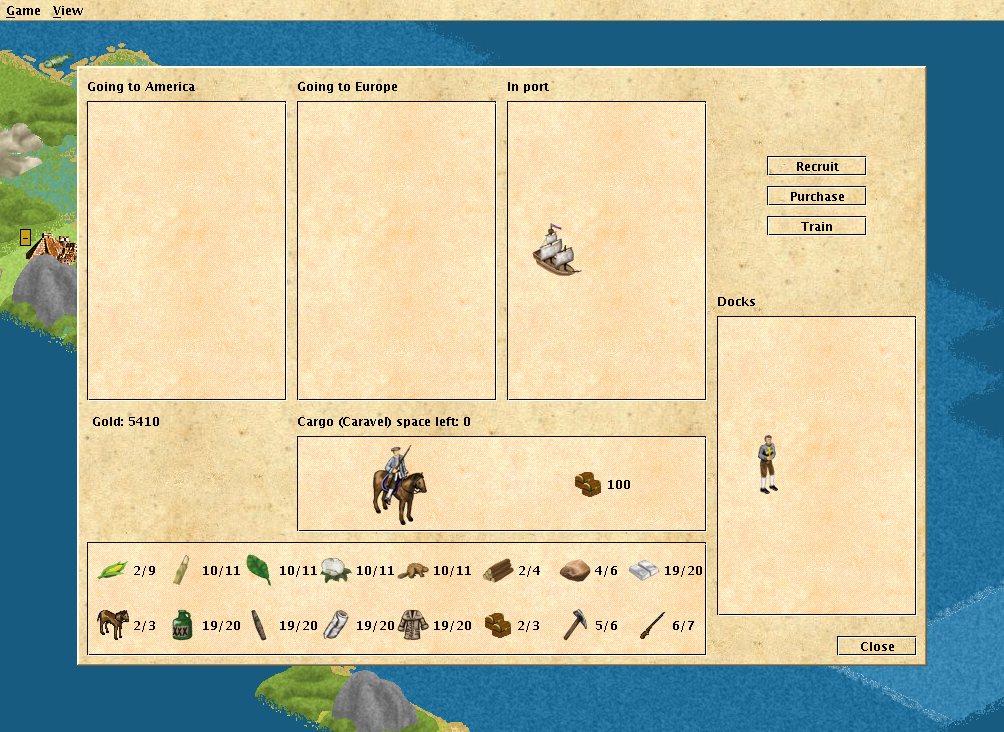 Game View
Going to America Going to Europe In port
Recruit
Purchase
Train
Docks
Gold: 5410 Cargo (Caravel) space left: 0
100
2/9 10/11 10/11 10/11 10/11 2/4 4/6 19/20
2/3 19/20 19/20 19/20 19/20 2/3 5/6 6/7
XXX
Close